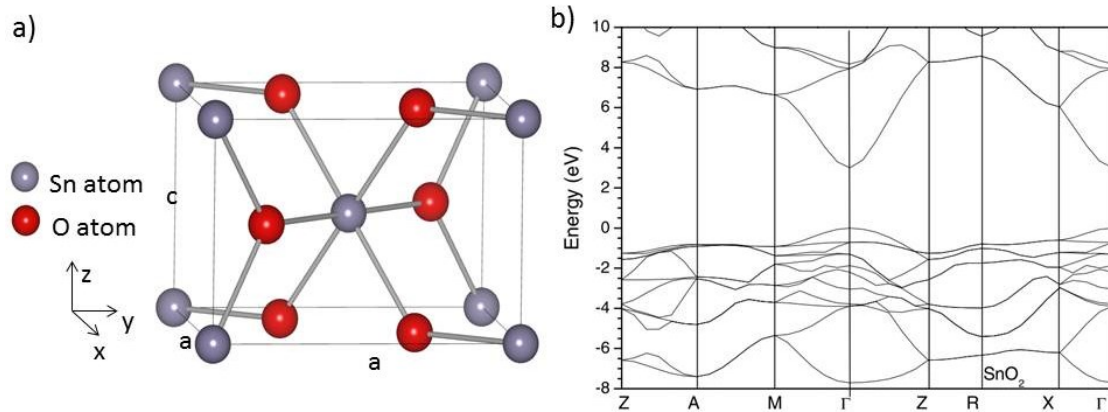 a)
Sn atom
O atom
c
z
y
x
a
a
b)
Energy (eV)
10
8
6
4
2
0
-2
-4
-6
-8
SnO₂
Z A M Γ Z R X Γ